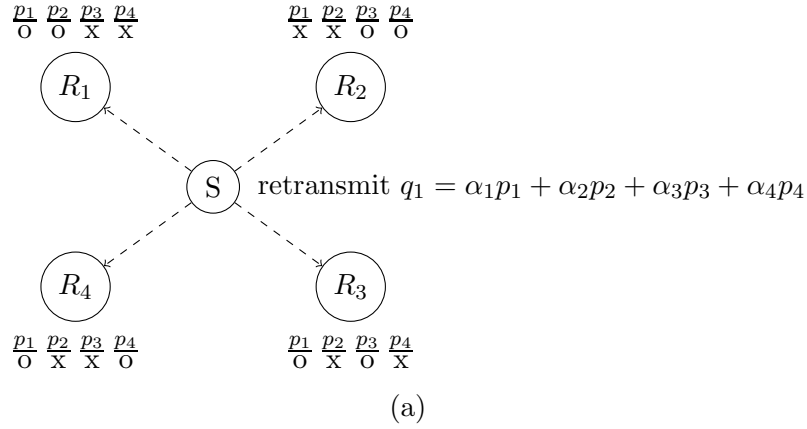 p₁ p₂ p₃ p₄
O O X X
p₁ p₂ p₃ p₄
X X O O
R₁
R₂
S
retransmit q₁ = α₁p₁ + α₂p₂ + α₃p₃ + α₄p₄
R₄
R₃
p₁ p₂ p₃ p₄
O X X O
p₁ p₂ p₃ p₄
O X O X
(a)